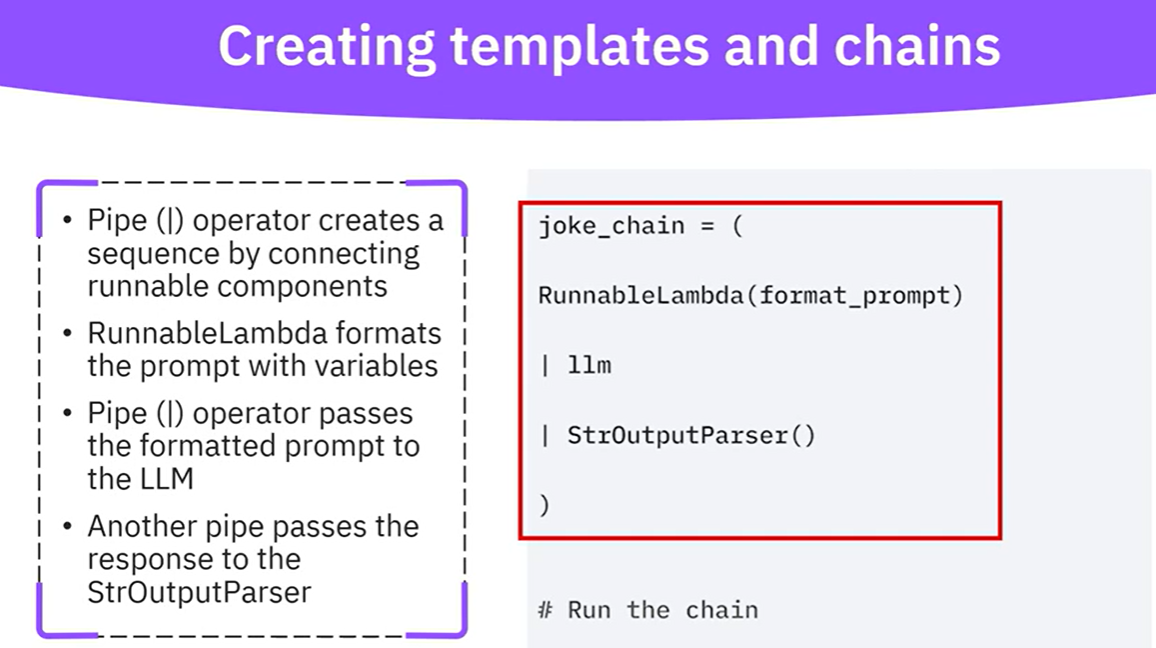 Creating templates and chains
• Pipe (|) operator creates a
sequence by connecting
runnable components
• RunnableLambda formats
the prompt with variables
• Pipe (|) operator passes
the formatted prompt to
the LLM
• Another pipe passes the
response to the
StrOutputParser
joke_chain = (
RunnableLambda(format_prompt)
| llm
| StrOutputParser()
)
# Run the chain